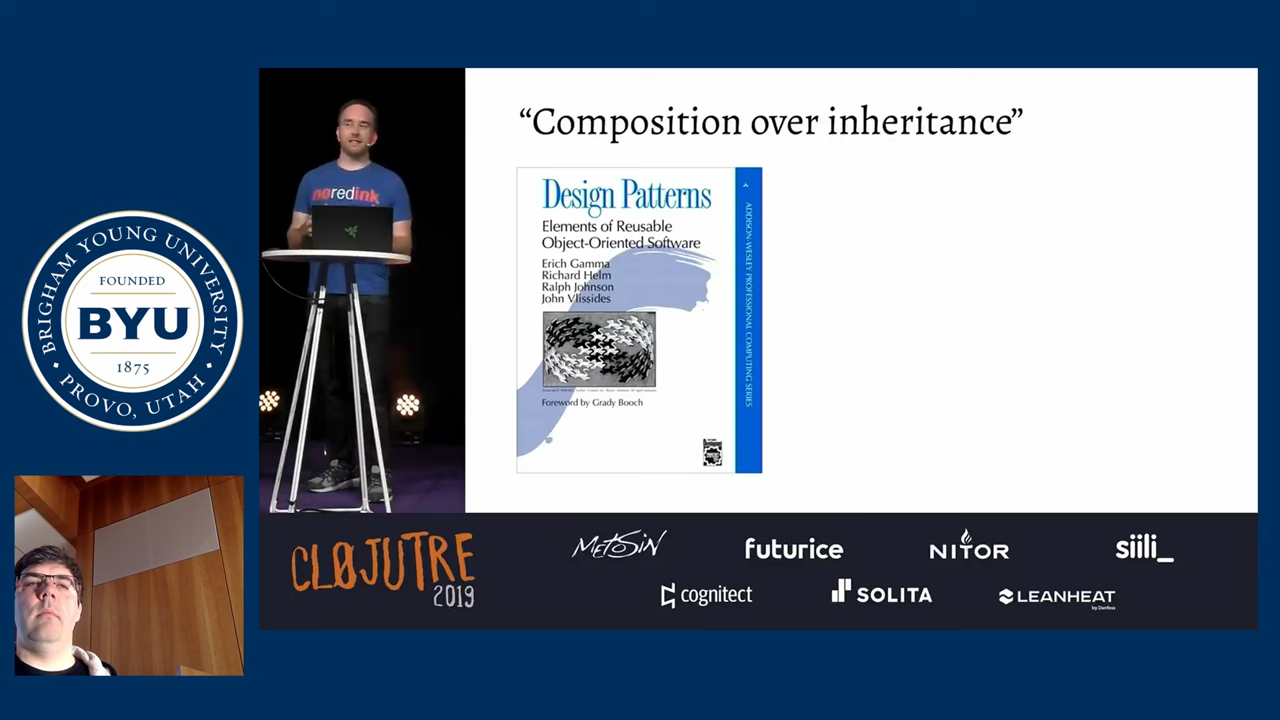 BRIGHAM YOUNG UNIVERSITY
FOUNDED
BYU
1875
PROVO, UTAH
noredink
“Composition over inheritance”
Design Patterns
Elements of Reusable
Object-Oriented Software
Erich Gamma
Richard Helm
Ralph Johnson
John Vlissides
Foreword by Grady Booch
ADDISON-WESLEY PROFESSIONAL COMPUTING SERIES
CLØJUTRE
2019
METOSIN
futurice
NITOR
siili_
cognitect
SOLITA
LEANHEAT
by Danfoss